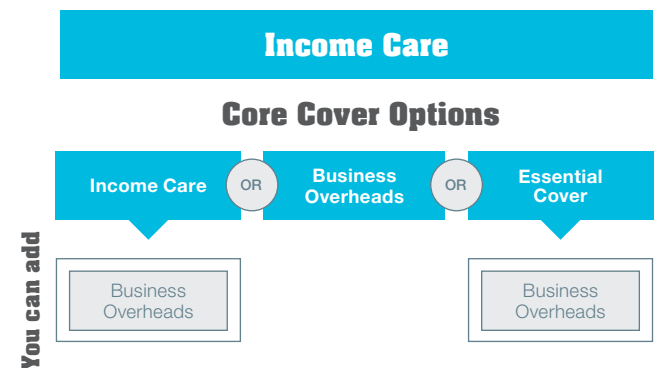 Income Care
Core Cover Options
Income Care
OR
Business
Overheads
OR
Essential
Cover
You can add
Business
Overheads
Business
Overheads